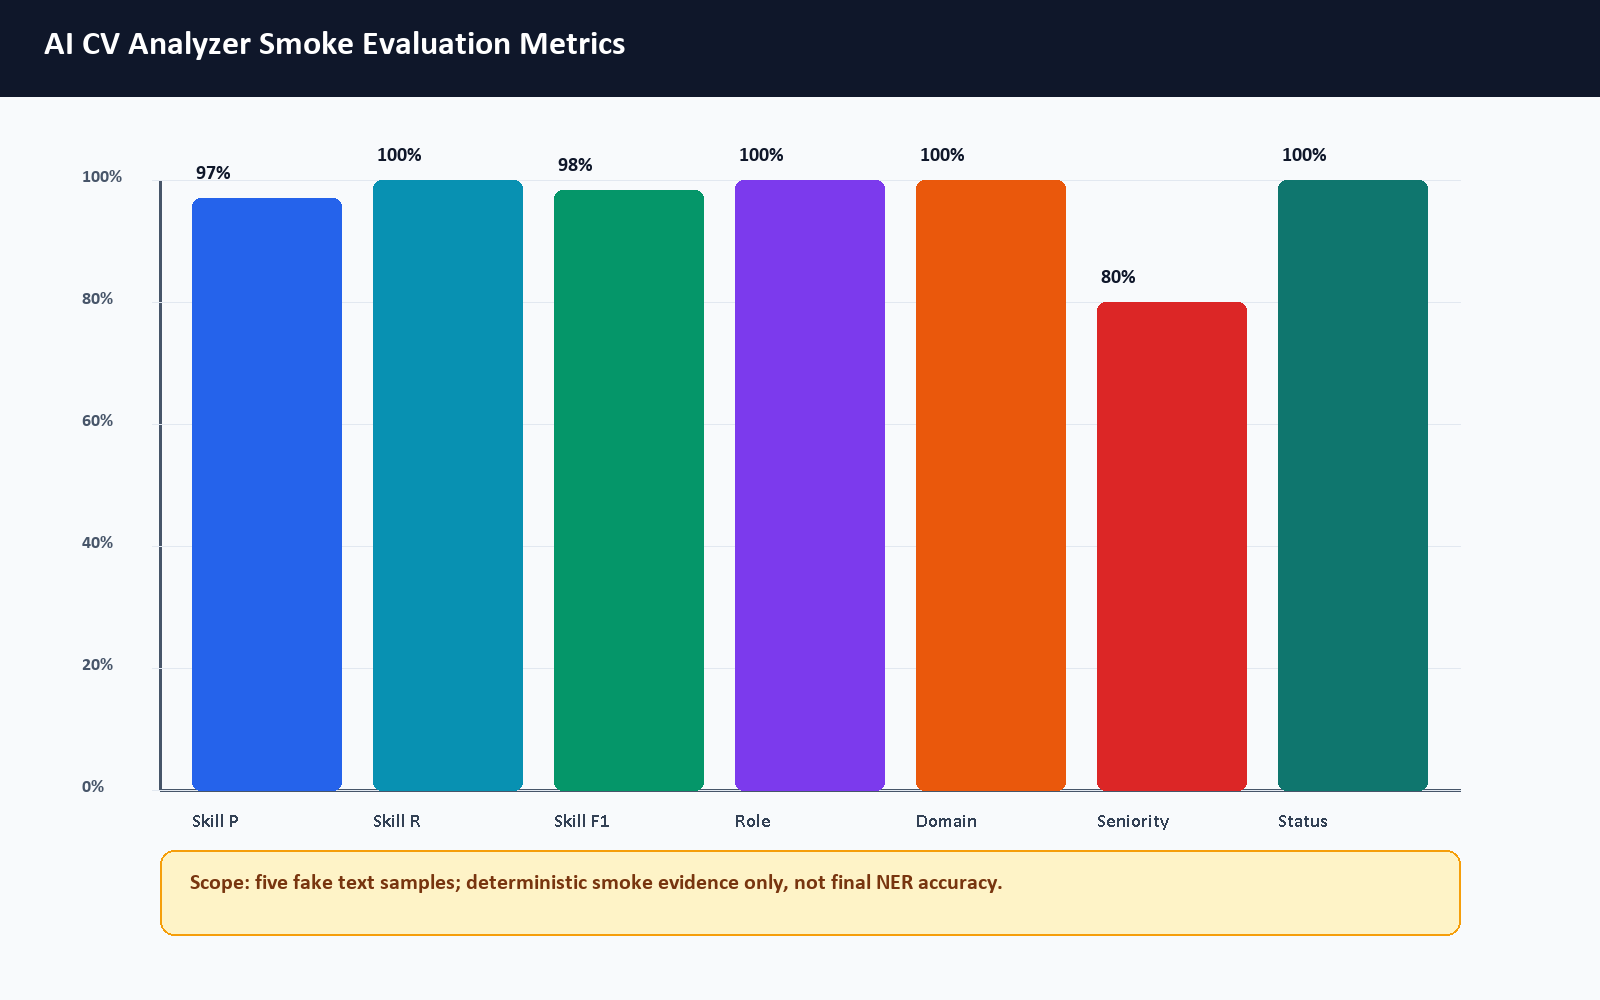 AI CV Analyzer Smoke Evaluation Metrics
97%
100%
98%
100%
100%
80%
100%
100%
80%
60%
40%
20%
0%
Skill P
Skill R
Skill F1
Role
Domain
Seniority
Status
Scope: five fake text samples; deterministic smoke evidence only, not final NER accuracy.